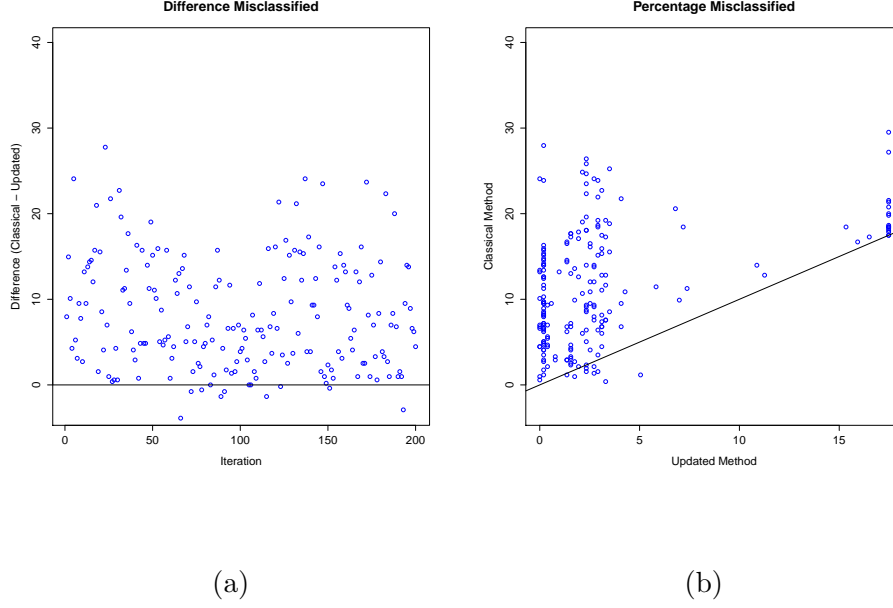 Difference Misclassified
Difference (Classical − Updated)
40
30
20
10
0
0 50 100 150 200
Iteration
(a)
Percentage Misclassified
Classical Method
40
30
20
10
0
0 5 10 15
Updated Method
(b)